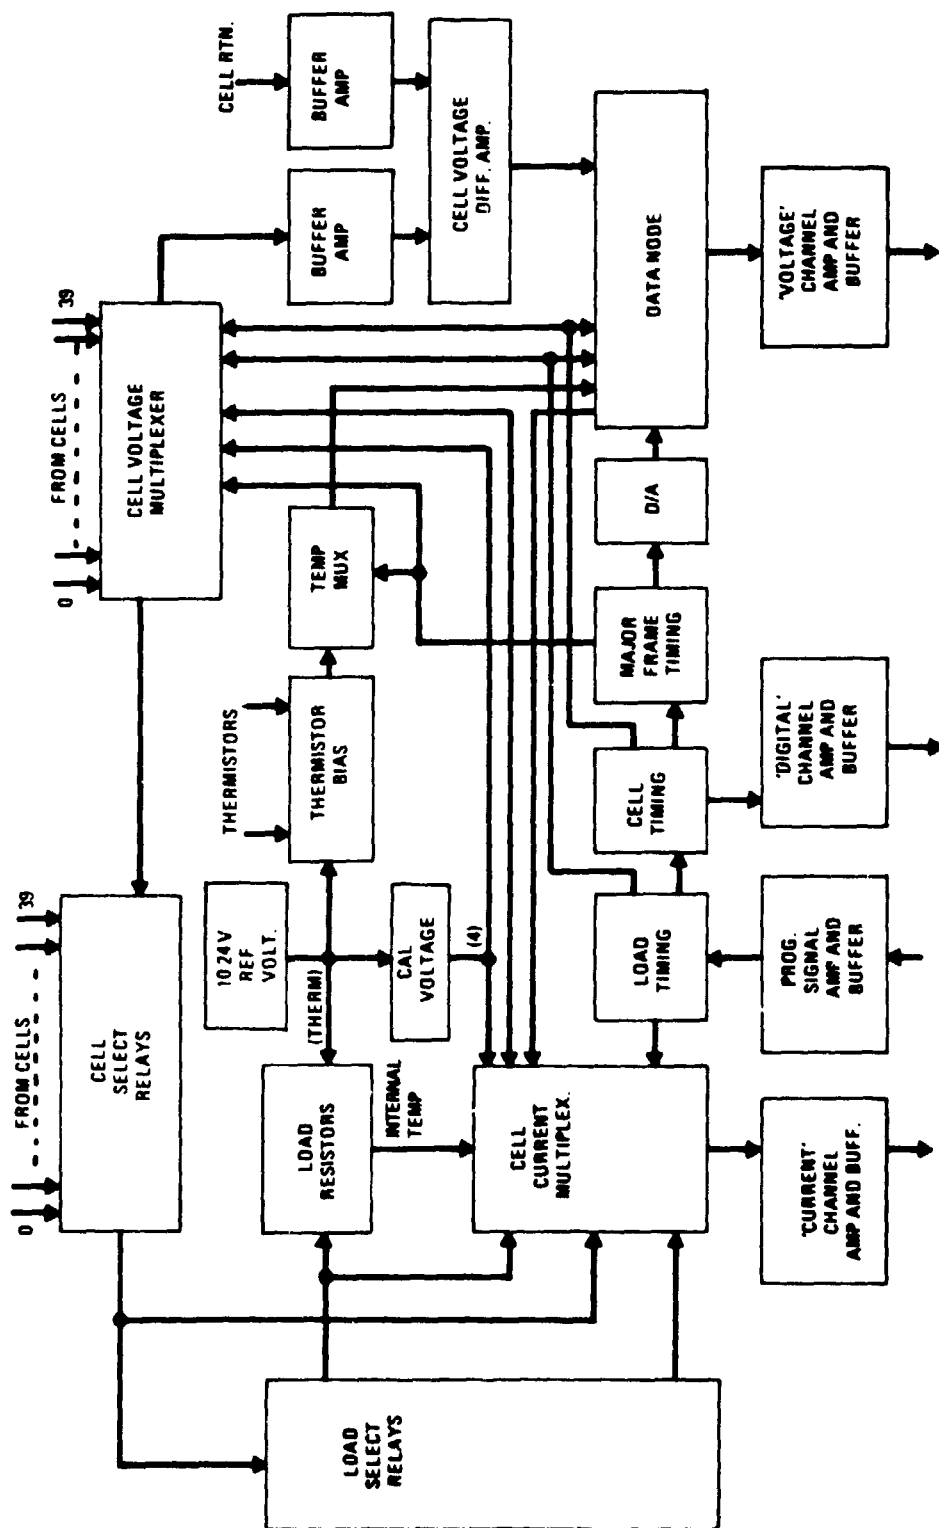 FROM CELLS
0
39
CELL
SELECT
RELAYS
FROM CELLS
0
39
CELL VOLTAGE
MULTIPLEXER
CELL RTN.
LOAD
SELECT
RELAYS
LOAD
RESISTORS
INTERNAL
TEMP
10 24 V
REF
VOLT.
(THERM)
CAL
VOLTAGE
(4)
THERMISTORS
THERMISTOR
BIAS
TEMP
MUX
BUFFER
AMP
BUFFER
AMP
CELL VOLTAGE
DIFF. AMP.
CELL
CURRENT
MULTIPLEX.
LOAD
TIMING
CELL
TIMING
MAJOR
FRAME
TIMING
D/A
DATA NODE
'CURRENT'
CHANNEL
AMP AND BUFF.
PROG.
SIGNAL
AMP AND
BUFFER
'DIGITAL'
CHANNEL
AMP AND
BUFFER
'VOLTAGE'
CHANNEL
AMP AND
BUFFER